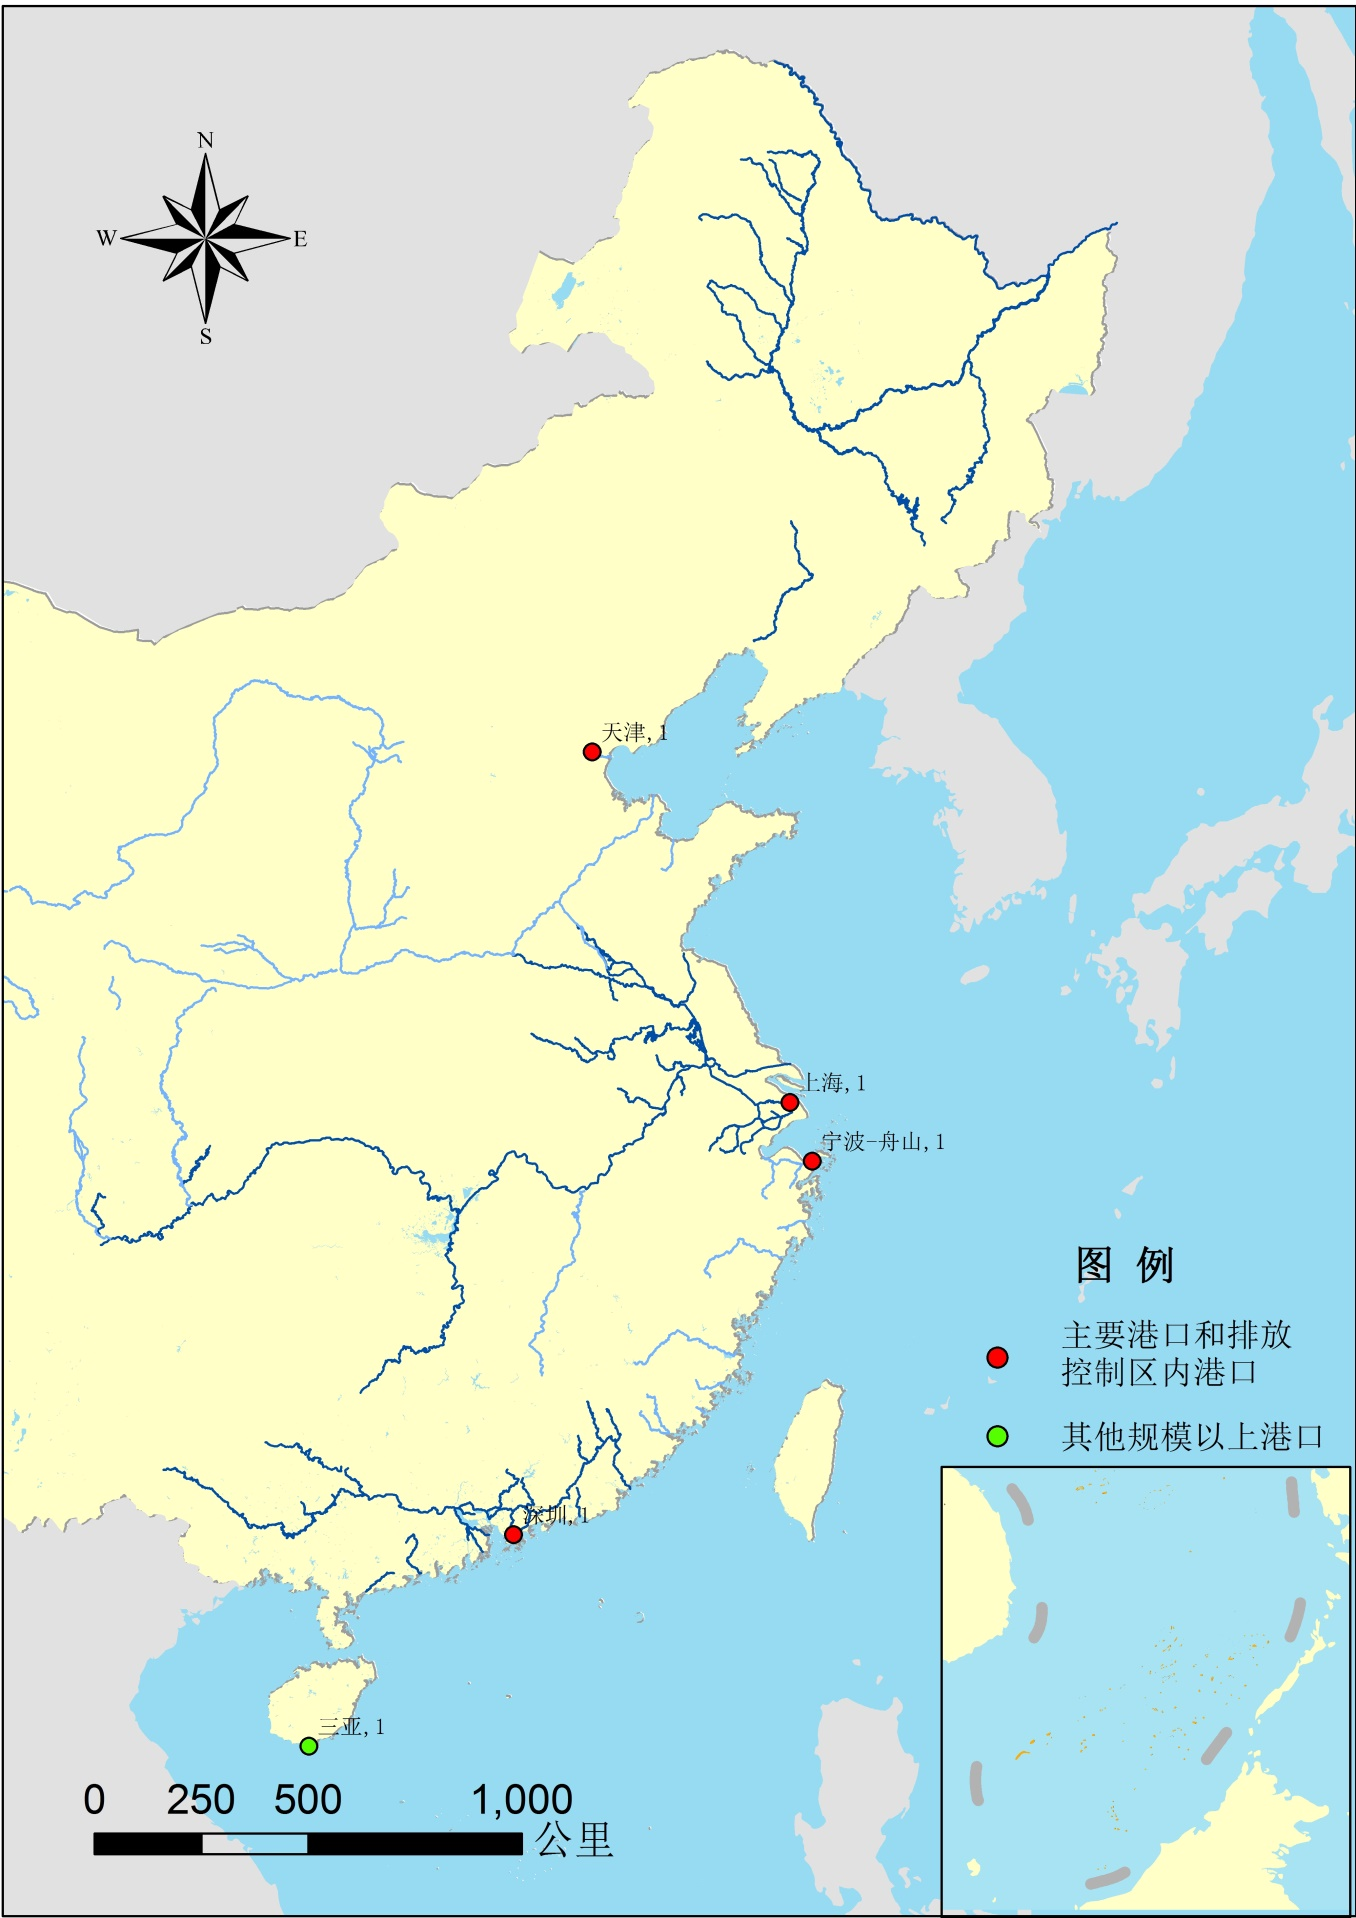 N
W
E
S
天津,1
上海,1
宁波-舟山,1
图 例
主要港口和排放
控制区内港口
其他规模以上港口
深圳,1
三亚,1
0 250 500 1,000
公里